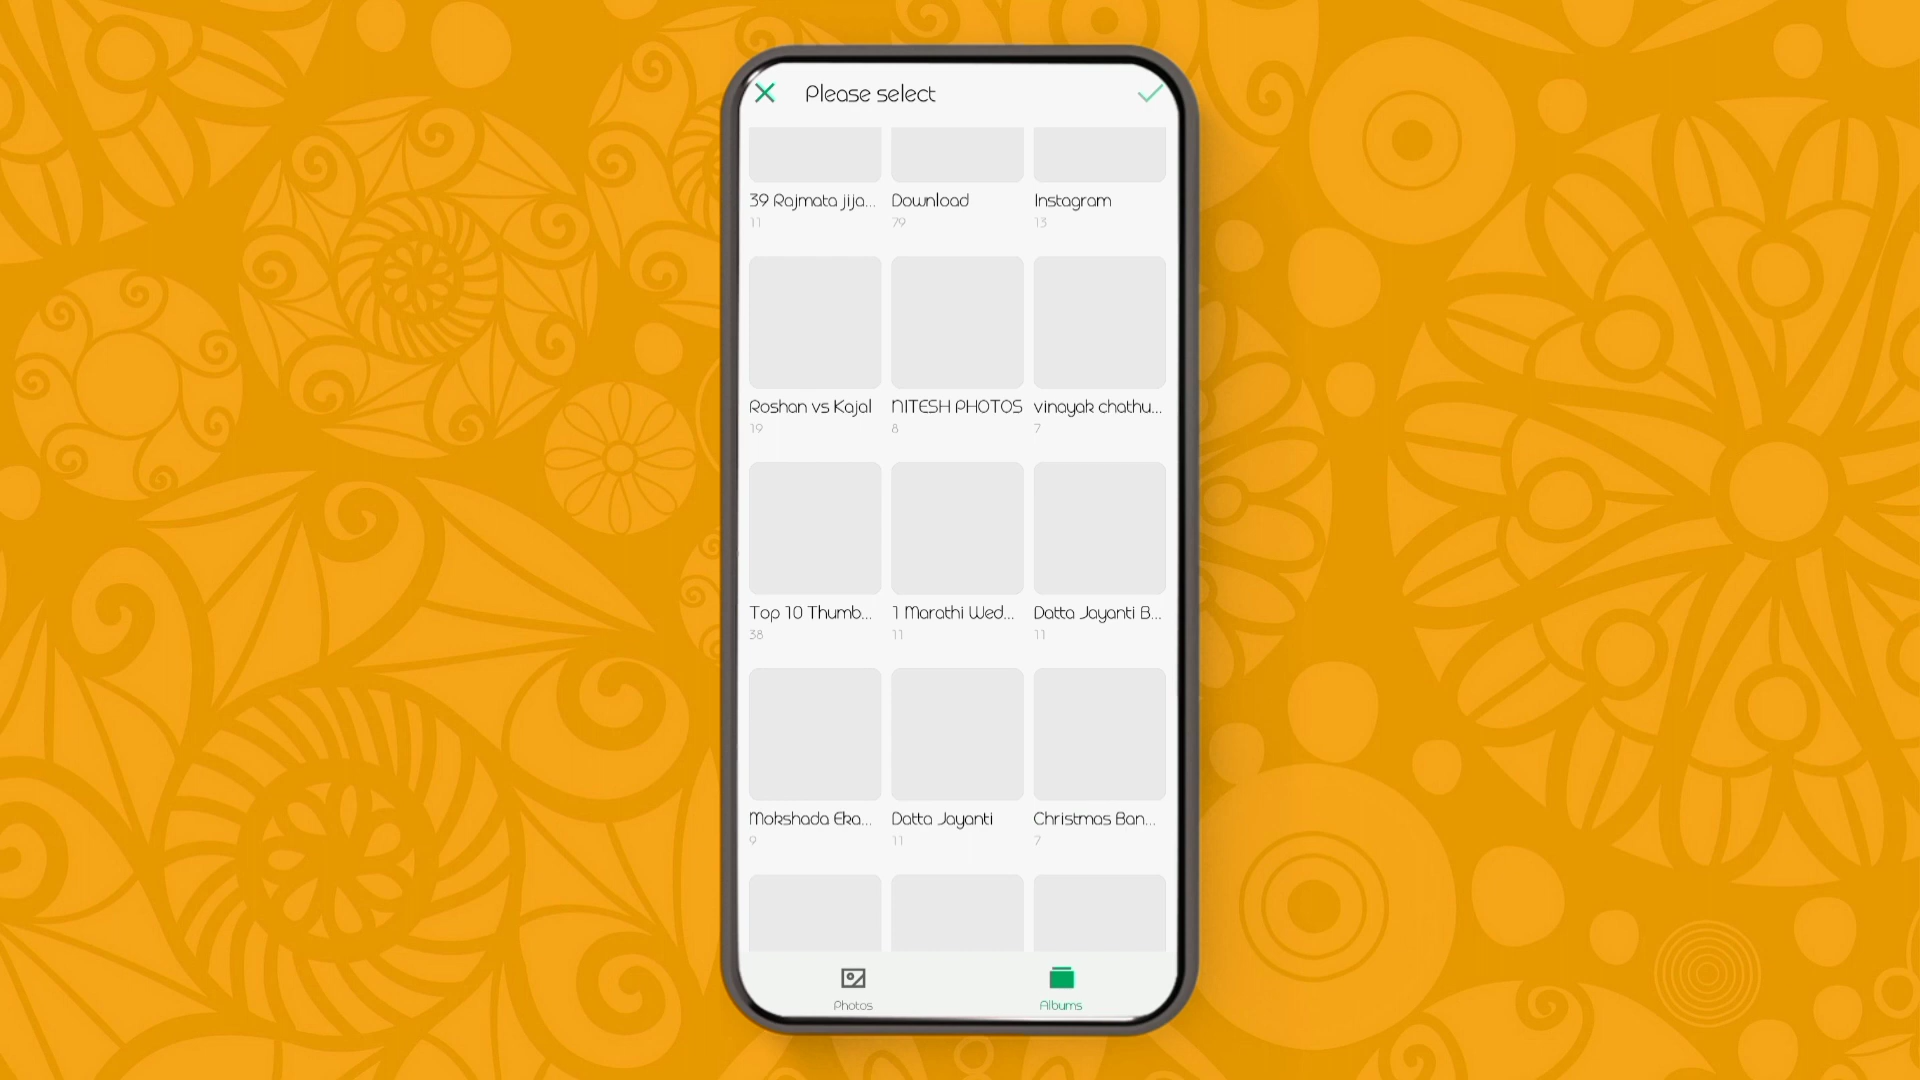 Please select
39 Rajmata jija... Download Instagram
11 79 13
Roshan vs Kajal NITESH PHOTOS vinayak chathu...
19 8 7
Top 10 Thumb... 1 Marathi Wed... Datta Jayanti B...
38 11 11
Mokshada Eka... Datta Jayanti Christmas Ban...
9 11 7
Photos Albums